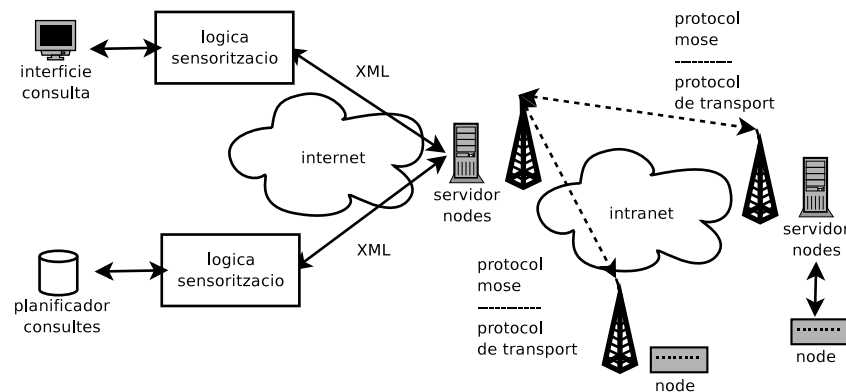 interficie
consulta
logica
sensoritzacio
XML
internet
planificador
consultes
logica
sensoritzacio
XML
servidor
nodes
protocol
mose
-----------
protocol
de transport
intranet
protocol
mose
-----------
protocol
de transport
node
servidor
nodes
node